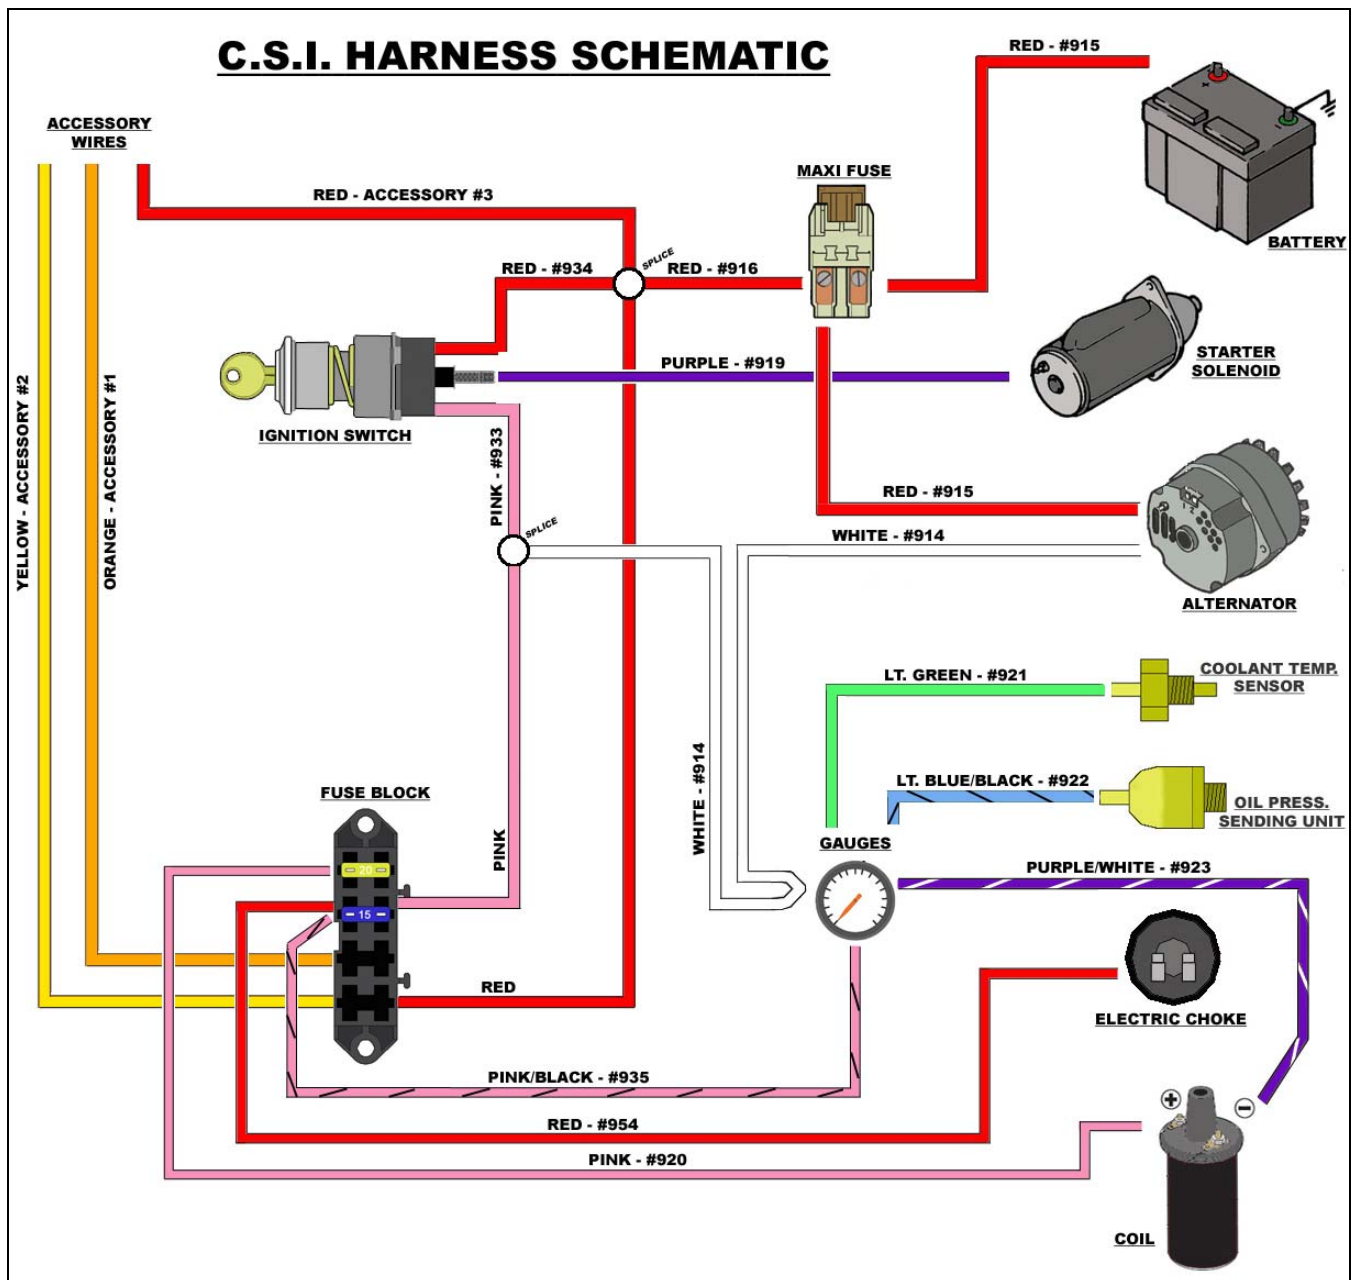 C.S.I. HARNESS SCHEMATIC
RED - #915
ACCESSORY
WIRES
MAXI FUSE
RED - ACCESSORY #3
BATTERY
SPLICE
RED - #934
RED - #916
STARTER
SOLENOID
PURPLE - #919
YELLOW - ACCESSORY #2
ORANGE - ACCESSORY #1
IGNITION SWITCH
PINK - #933
RED - #915
1 2
SPLICE
WHITE - #914
ALTERNATOR
LT. GREEN - #921
COOLANT TEMP.
SENSOR
WHITE - #914
LT. BLUE/BLACK - #922
OIL PRESS.
SENDING UNIT
FUSE BLOCK
PINK
GAUGES
20
PURPLE/WHITE - #923
15
RED
ELECTRIC CHOKE
PINK/BLACK - #935
+
−
RED - #954
PINK - #920
COIL